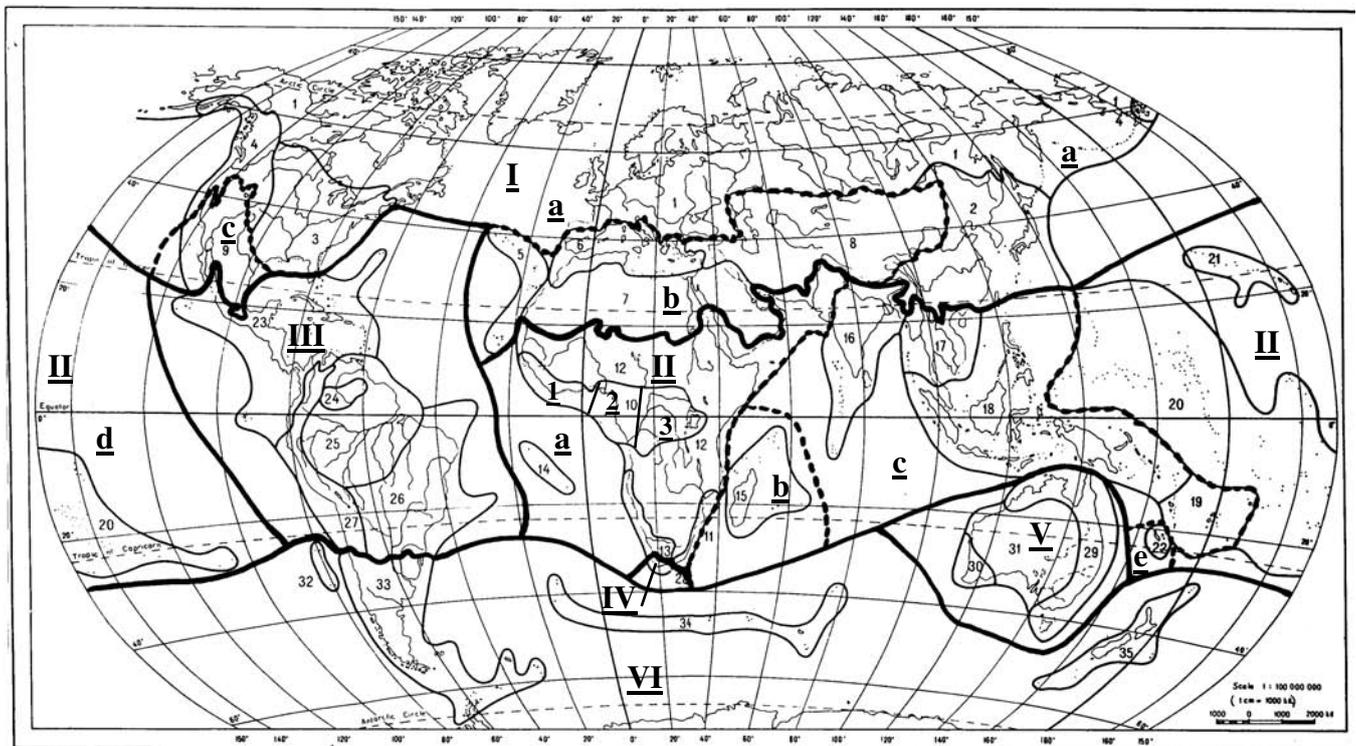 150° 140° 120° 100° 80° 60° 40° 20° 0° 20° 40° 60° 80° 100° 120° 140° 160° 180° 160° 150°
Arctic Circle
1
4
1
1
a
I
a
1
2
c
9
3
6
8
5
Tropic of
7
b
21
23
III
12
II
16
17
II
II
24
1
2
10
3
12
18
20
Equator
0°
25
a
c
d
14
15
b
26
19
20
27
11
V
31
29
22
Tropic of Capricorn
13
30
e
32
33
28
IV
34
35
VI
Scale 1 : 100 000 000
(1cm = 1000 km)
1000 0 1000 2000 km
Antarctic Circle
150° 140° 120° 100° 80° 60° 40° 20° 0° 20° 40° 60° 80° 100° 120° 140° 160° 180° 160° 150°